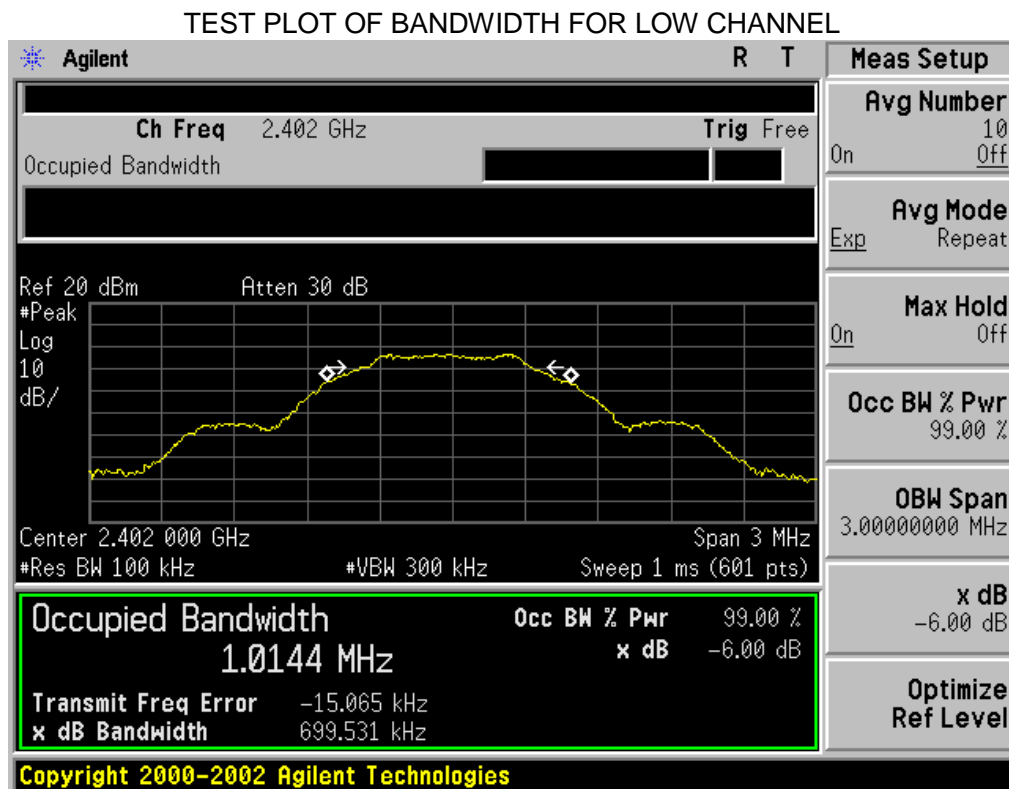 TEST PLOT OF BANDWIDTH FOR LOW CHANNEL
Agilent R T
Ch Freq 2.402 GHz Trig Free
Occupied Bandwidth
Ref 20 dBm Atten 30 dB
#Peak
Log
10
dB/
Center 2.402 000 GHz Span 3 MHz
#Res BW 100 kHz #VBW 300 kHz Sweep 1 ms (601 pts)
Occupied Bandwidth Occ BW % Pwr 99.00 %
1.0144 MHz x dB -6.00 dB
Transmit Freq Error -15.065 kHz
x dB Bandwidth 699.531 kHz
Meas Setup
Avg Number
10
On Off
Avg Mode
Exp Repeat
Max Hold
On Off
Occ BW % Pwr
99.00 %
OBW Span
3.00000000 MHz
x dB
-6.00 dB
Optimize
Ref Level
Copyright 2000-2002 Agilent Technologies